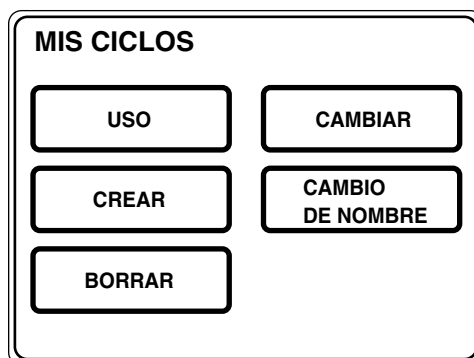 MIS CICLOS
USO
CAMBIAR
CREAR
CAMBIO
DE NOMBRE
BORRAR